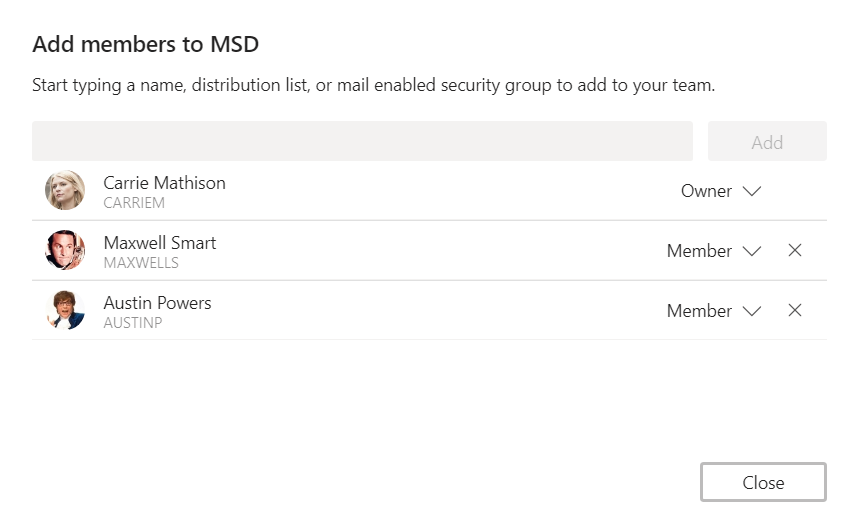 Add members to MSD
Start typing a name, distribution list, or mail enabled security group to add to your team.
Add
Carrie Mathison
CARRIEM
Owner
Maxwell Smart
MAXWELLS
Member
Austin Powers
AUSTINP
Member
Close